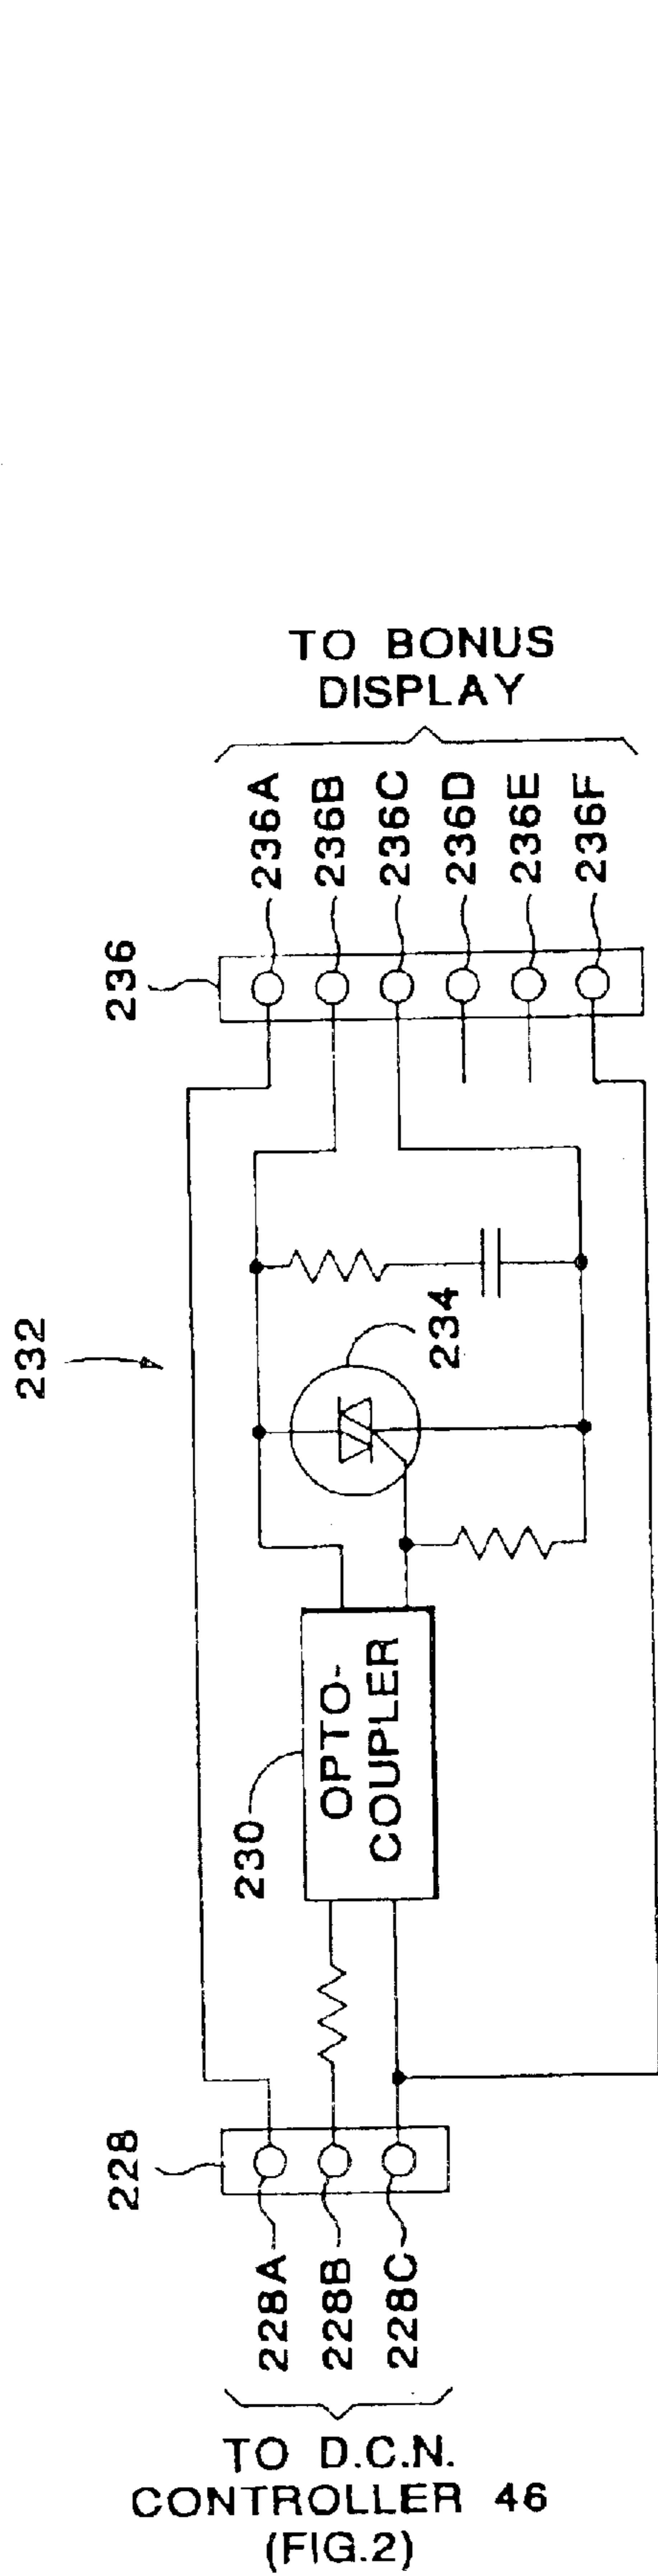 232
228
228A
228B
228C
TO D.C.N.
CONTROLLER 46
(FIG.2)
230
OPTO-
COUPLER
234
236
236A
236B
236C
236D
236E
236F
TO BONUS
DISPLAY